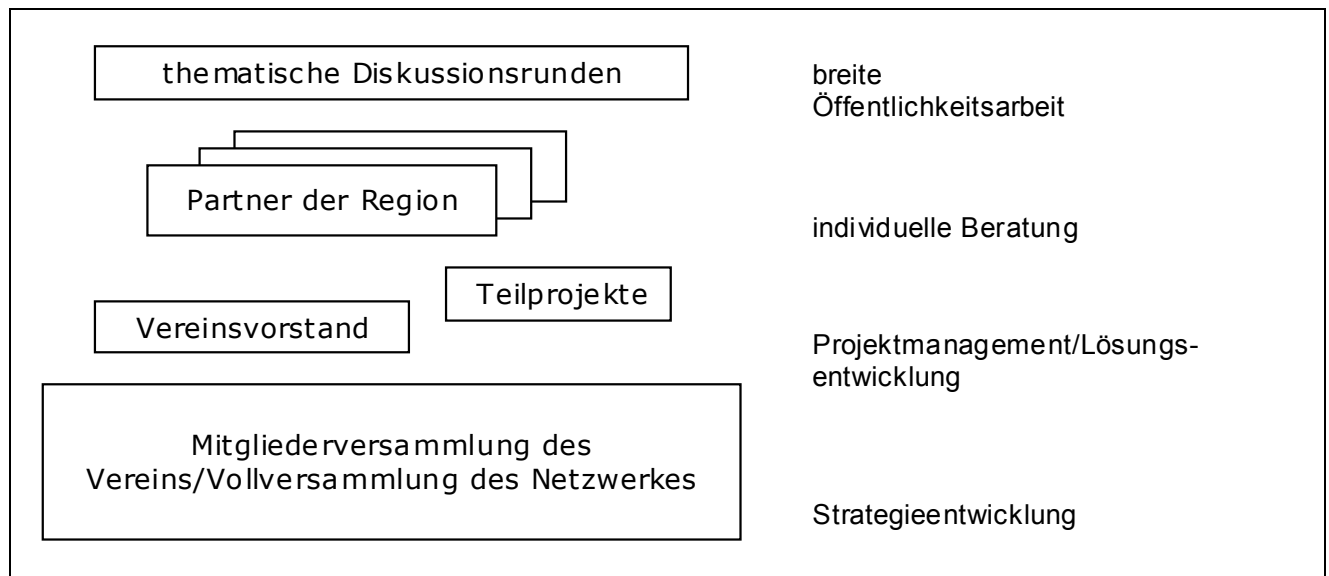 thematische Diskussionsrunden
breite
Öffentlichkeitsarbeit
Partner der Region
individuelle Beratung
Teilprojekte
Vereinsvorstand
Projektmanagement/Lösungs-
entwicklung
Mitgliederversammlung des
Vereins/Vollversammlung des Netzwerkes
Strategieentwicklung